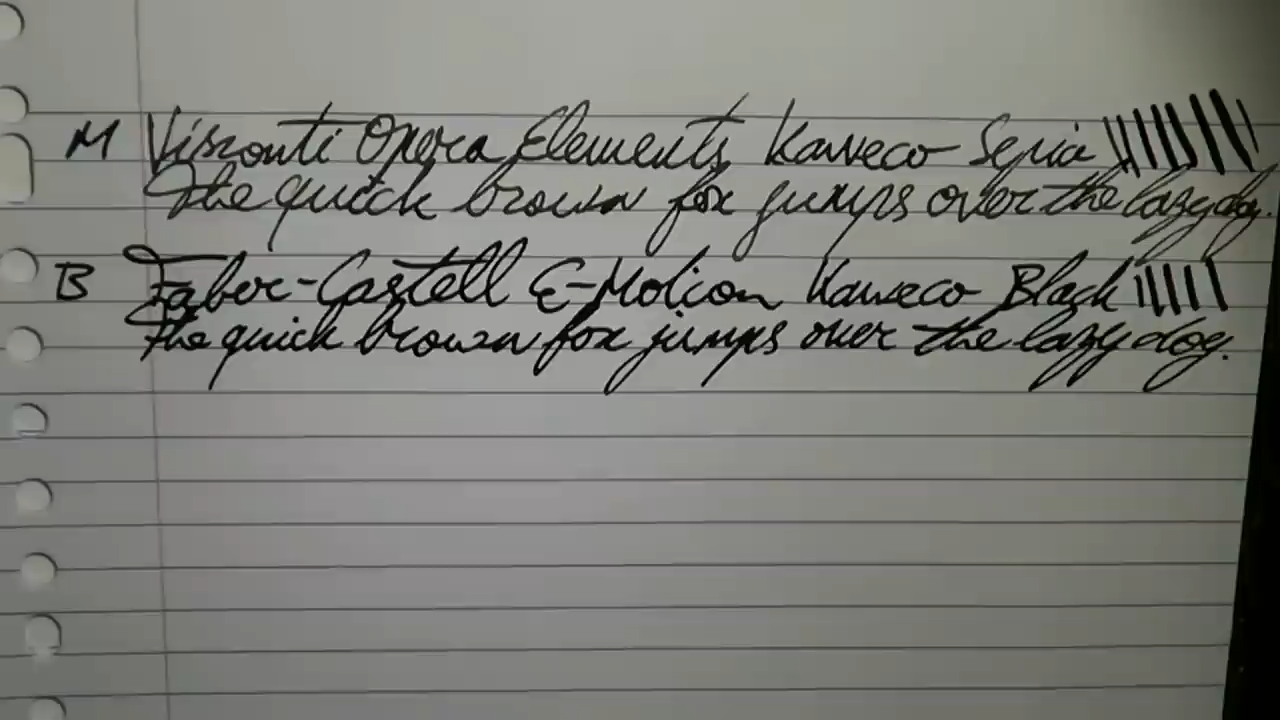 M Visconti Opera Elements Kaweco Sepia
The quick brown fox jumps over the lazy dog.
B Faber-Castell E-Motion Kaweco Black
The quick brown fox jumps over the lazy dog.